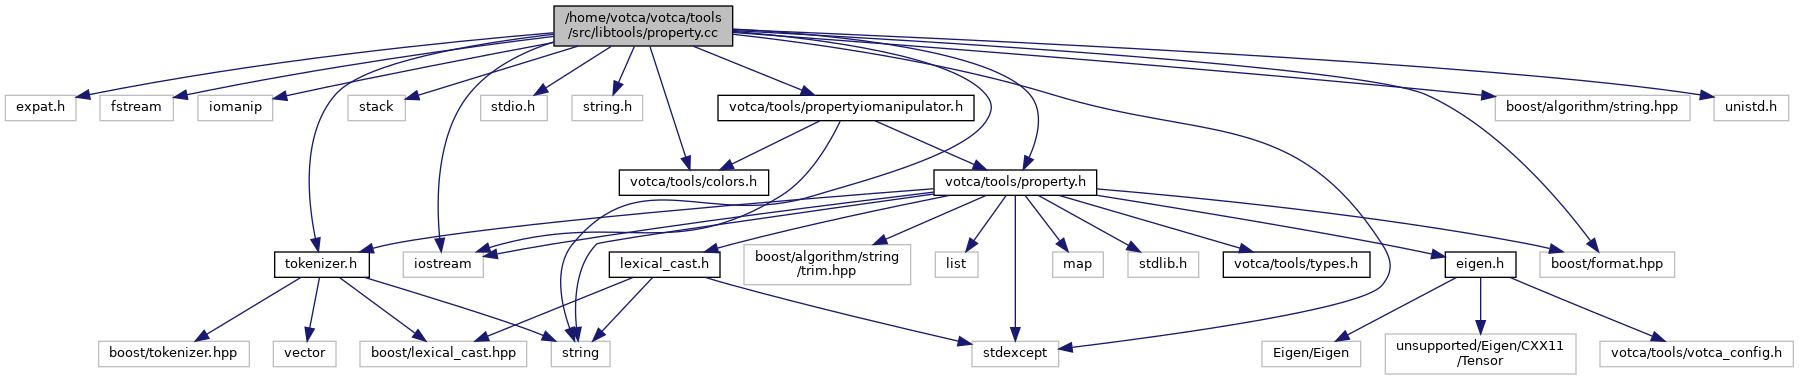 /home/votca/votca/tools
/src/libtools/property.cc
expat.h
fstream
iomanip
stack
stdio.h
string.h
votca/tools/propertyiomanipulator.h
boost/algorithm/string.hpp
unistd.h
votca/tools/colors.h
votca/tools/property.h
tokenizer.h
iostream
lexical_cast.h
boost/algorithm/string
/trim.hpp
list
map
stdlib.h
votca/tools/types.h
eigen.h
boost/format.hpp
boost/tokenizer.hpp
vector
boost/lexical_cast.hpp
string
stdexcept
Eigen/Eigen
unsupported/Eigen/CXX11
/Tensor
votca/tools/votca_config.h